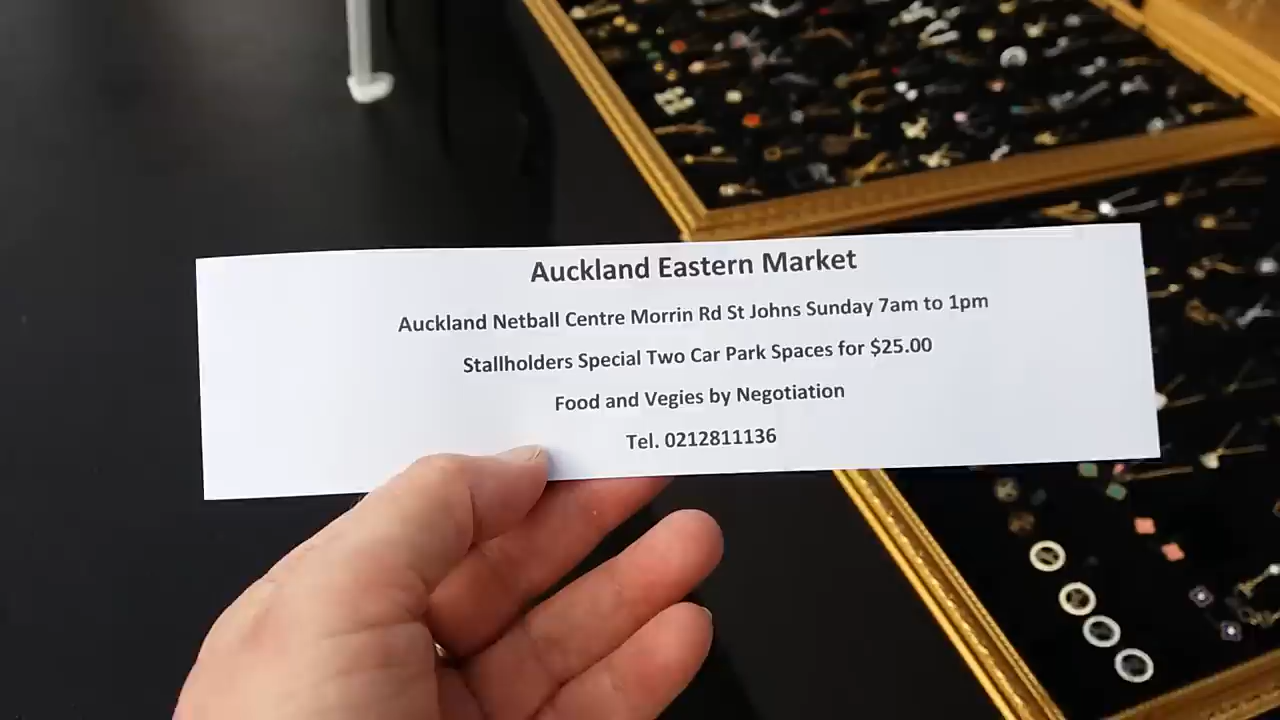 Auckland Eastern Market
Auckland Netball Centre Morrin Rd St Johns Sunday 7am to 1pm
Stallholders Special Two Car Park Spaces for $25.00
Food and Vegies by Negotiation
Tel. 0212811136